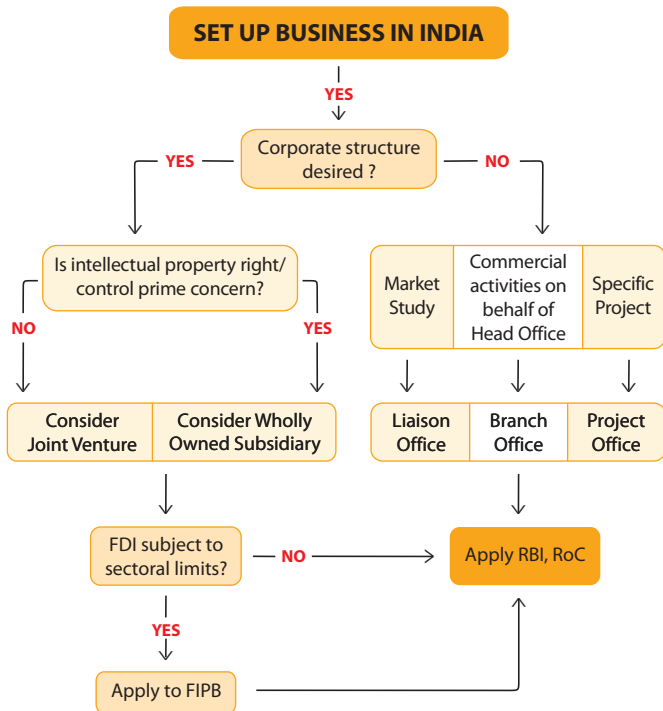 SET UP BUSINESS IN INDIA
YES
Corporate structure
desired ?
YES
NO
Is intellectual property right/
control prime concern?
NO
YES
Market
Study
Commercial
activities on
behalf of
Head Office
Specific
Project
Consider
Joint Venture
Consider Wholly
Owned Subsidiary
Liaison
Office
Branch
Office
Project
Office
FDI subject to
sectoral limits?
NO
Apply RBI, RoC
YES
Apply to FIPB